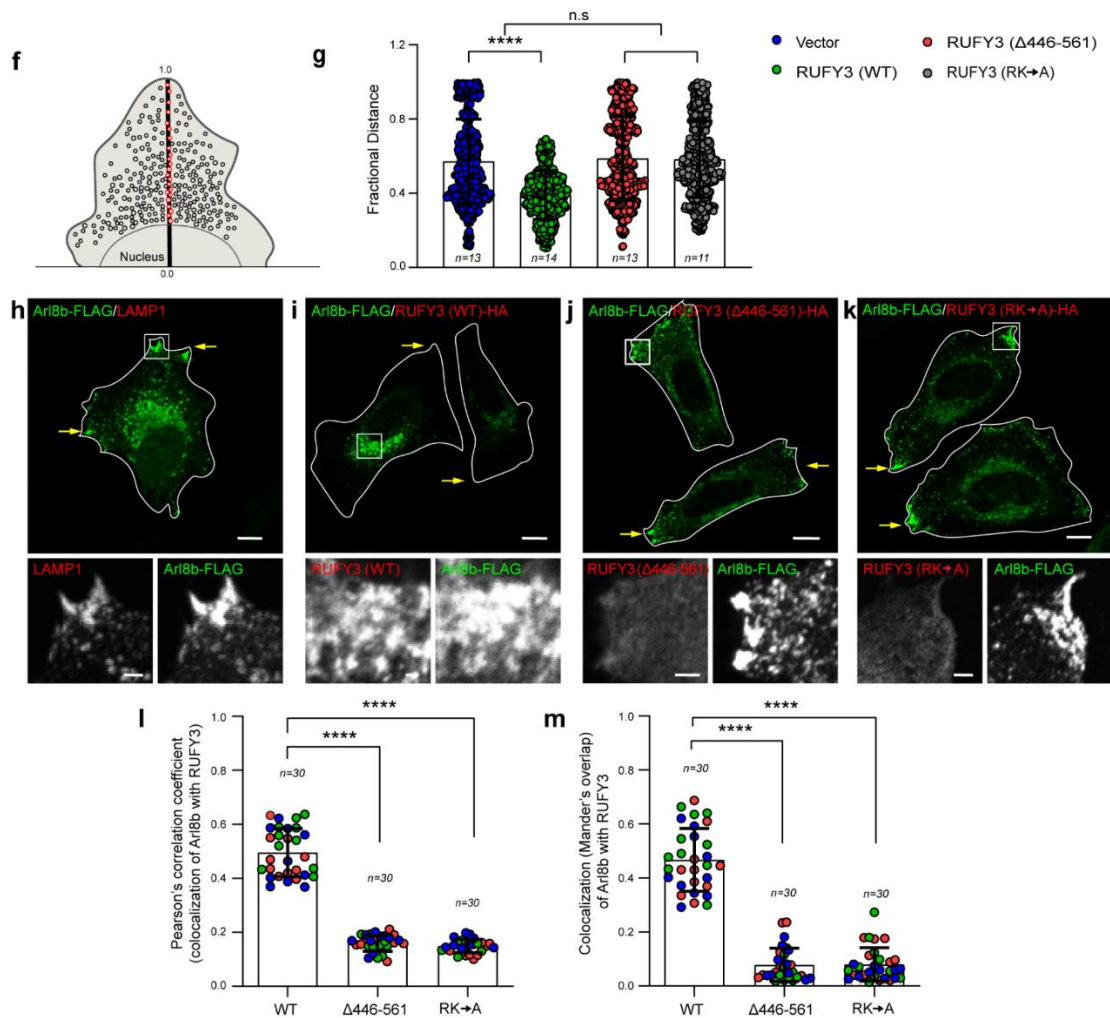 f
1.0
Nucleus
0.0
g
n.s
****
Fractional Distance
1.2
0.8
0.4
0.0
n=13
n=14
n=13
n=11
Vector
RUFY3 (WT)
RUFY3 (Δ446-561)
RUFY3 (RK→A)
h
Arl8b-FLAG/LAMP1
i
Arl8b-FLAG/RUFY3 (WT)-HA
j
Arl8b-FLAG/RUFY3 (Δ446-561)-HA
k
Arl8b-FLAG/RUFY3 (RK→A)-HA
LAMP1
Arl8b-FLAG
RUFY3 (WT)
Arl8b-FLAG
RUFY3 (Δ446-561)
Arl8b-FLAG
RUFY3 (RK→A)
Arl8b-FLAG
l
Pearson's correlation coefficient
(colocalization of Arl8b with RUFY3)
1.0
0.8
0.6
0.4
0.2
0.0
****
****
n=30
n=30
n=30
WT
Δ446-561
RK→A
m
Colocalization (Mander's overlap)
of Arl8b with RUFY3
1.0
0.8
0.6
0.4
0.2
0.0
****
****
n=30
n=30
n=30
WT
Δ446-561
RK→A